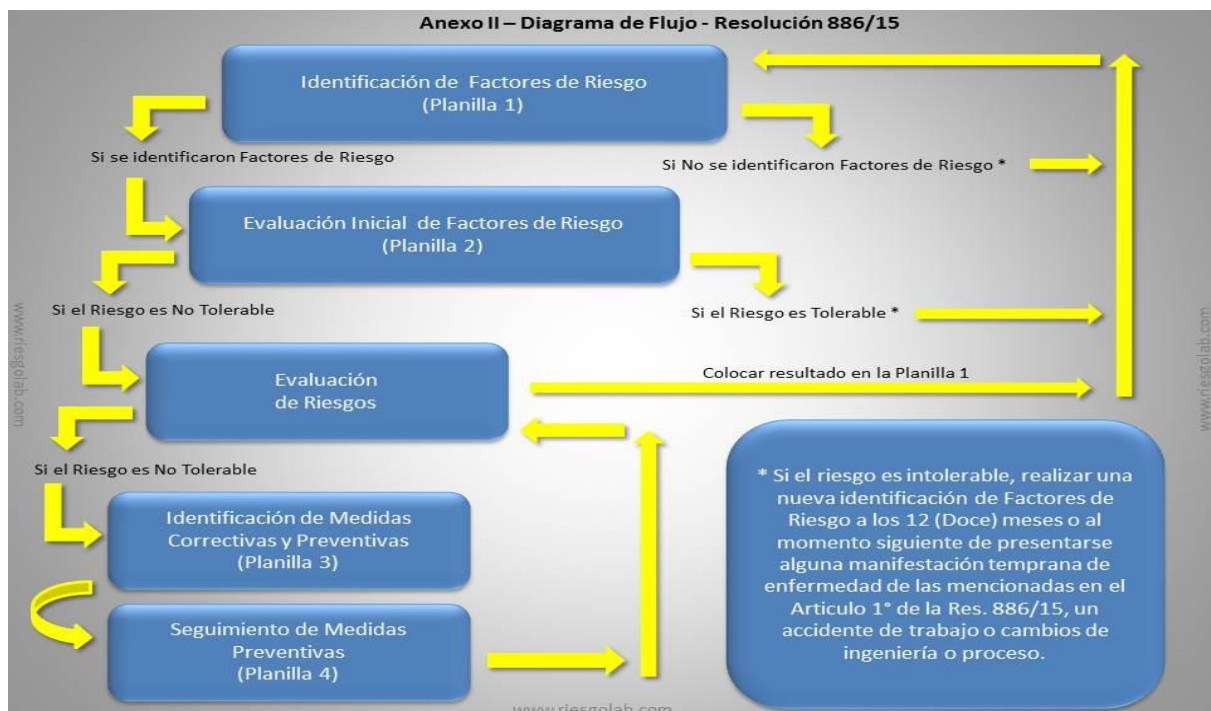 Anexo II – Diagrama de Flujo - Resolución 886/15
Identificación de Factores de Riesgo
(Planilla 1)
Si se identificaron Factores de Riesgo
Si No se identificaron Factores de Riesgo *
Evaluación Inicial de Factores de Riesgo
(Planilla 2)
Si el Riesgo es No Tolerable
Si el Riesgo es Tolerable *
Evaluación
de Riesgos
Colocar resultado en la Planilla 1
Si el Riesgo es No Tolerable
Identificación de Medidas
Correctivas y Preventivas
(Planilla 3)
Seguimiento de Medidas
Preventivas
(Planilla 4)
* Si el riesgo es intolerable, realizar una
nueva identificación de Factores de
Riesgo a los 12 (Doce) meses o al
momento siguiente de presentarse
alguna manifestación temprana de
enfermedad de las mencionadas en el
Articulo 1° de la Res. 886/15, un
accidente de trabajo o cambios de
ingeniería o proceso.
www.riesgolab.com
www.riesgolab.com
www.riesgolab.com